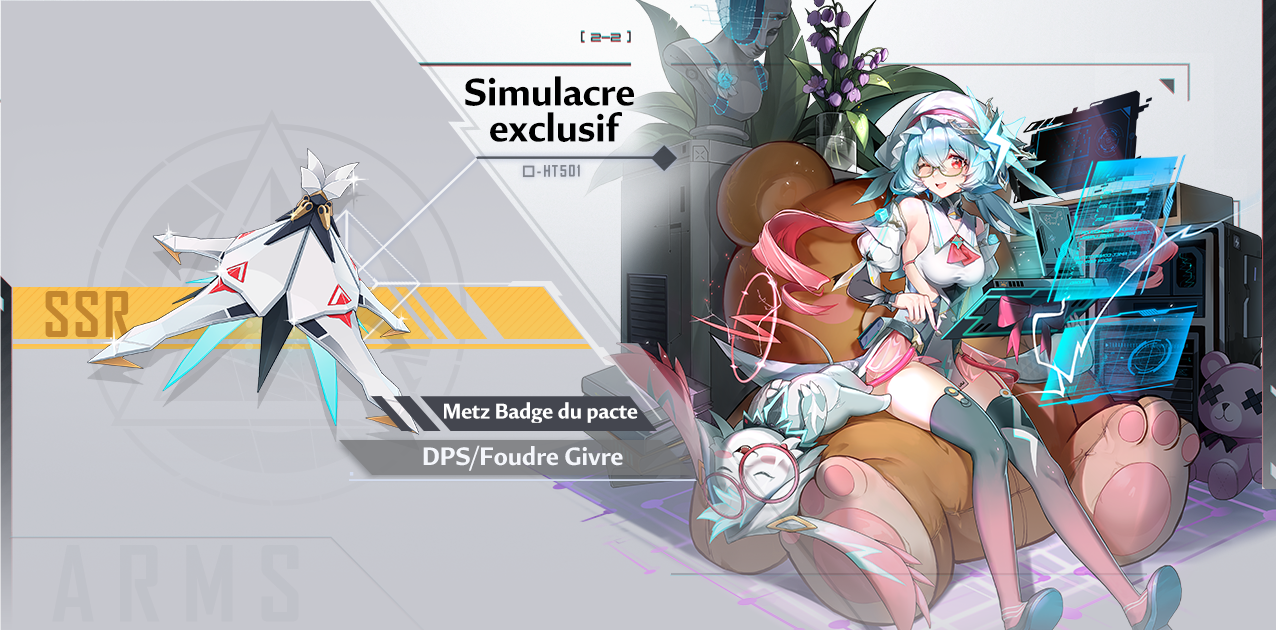 [ 2-2 ]
Simulacre
exclusif
-HT501
SSR
Metz Badge du pacte
DPS/Foudre Givre
ARMS